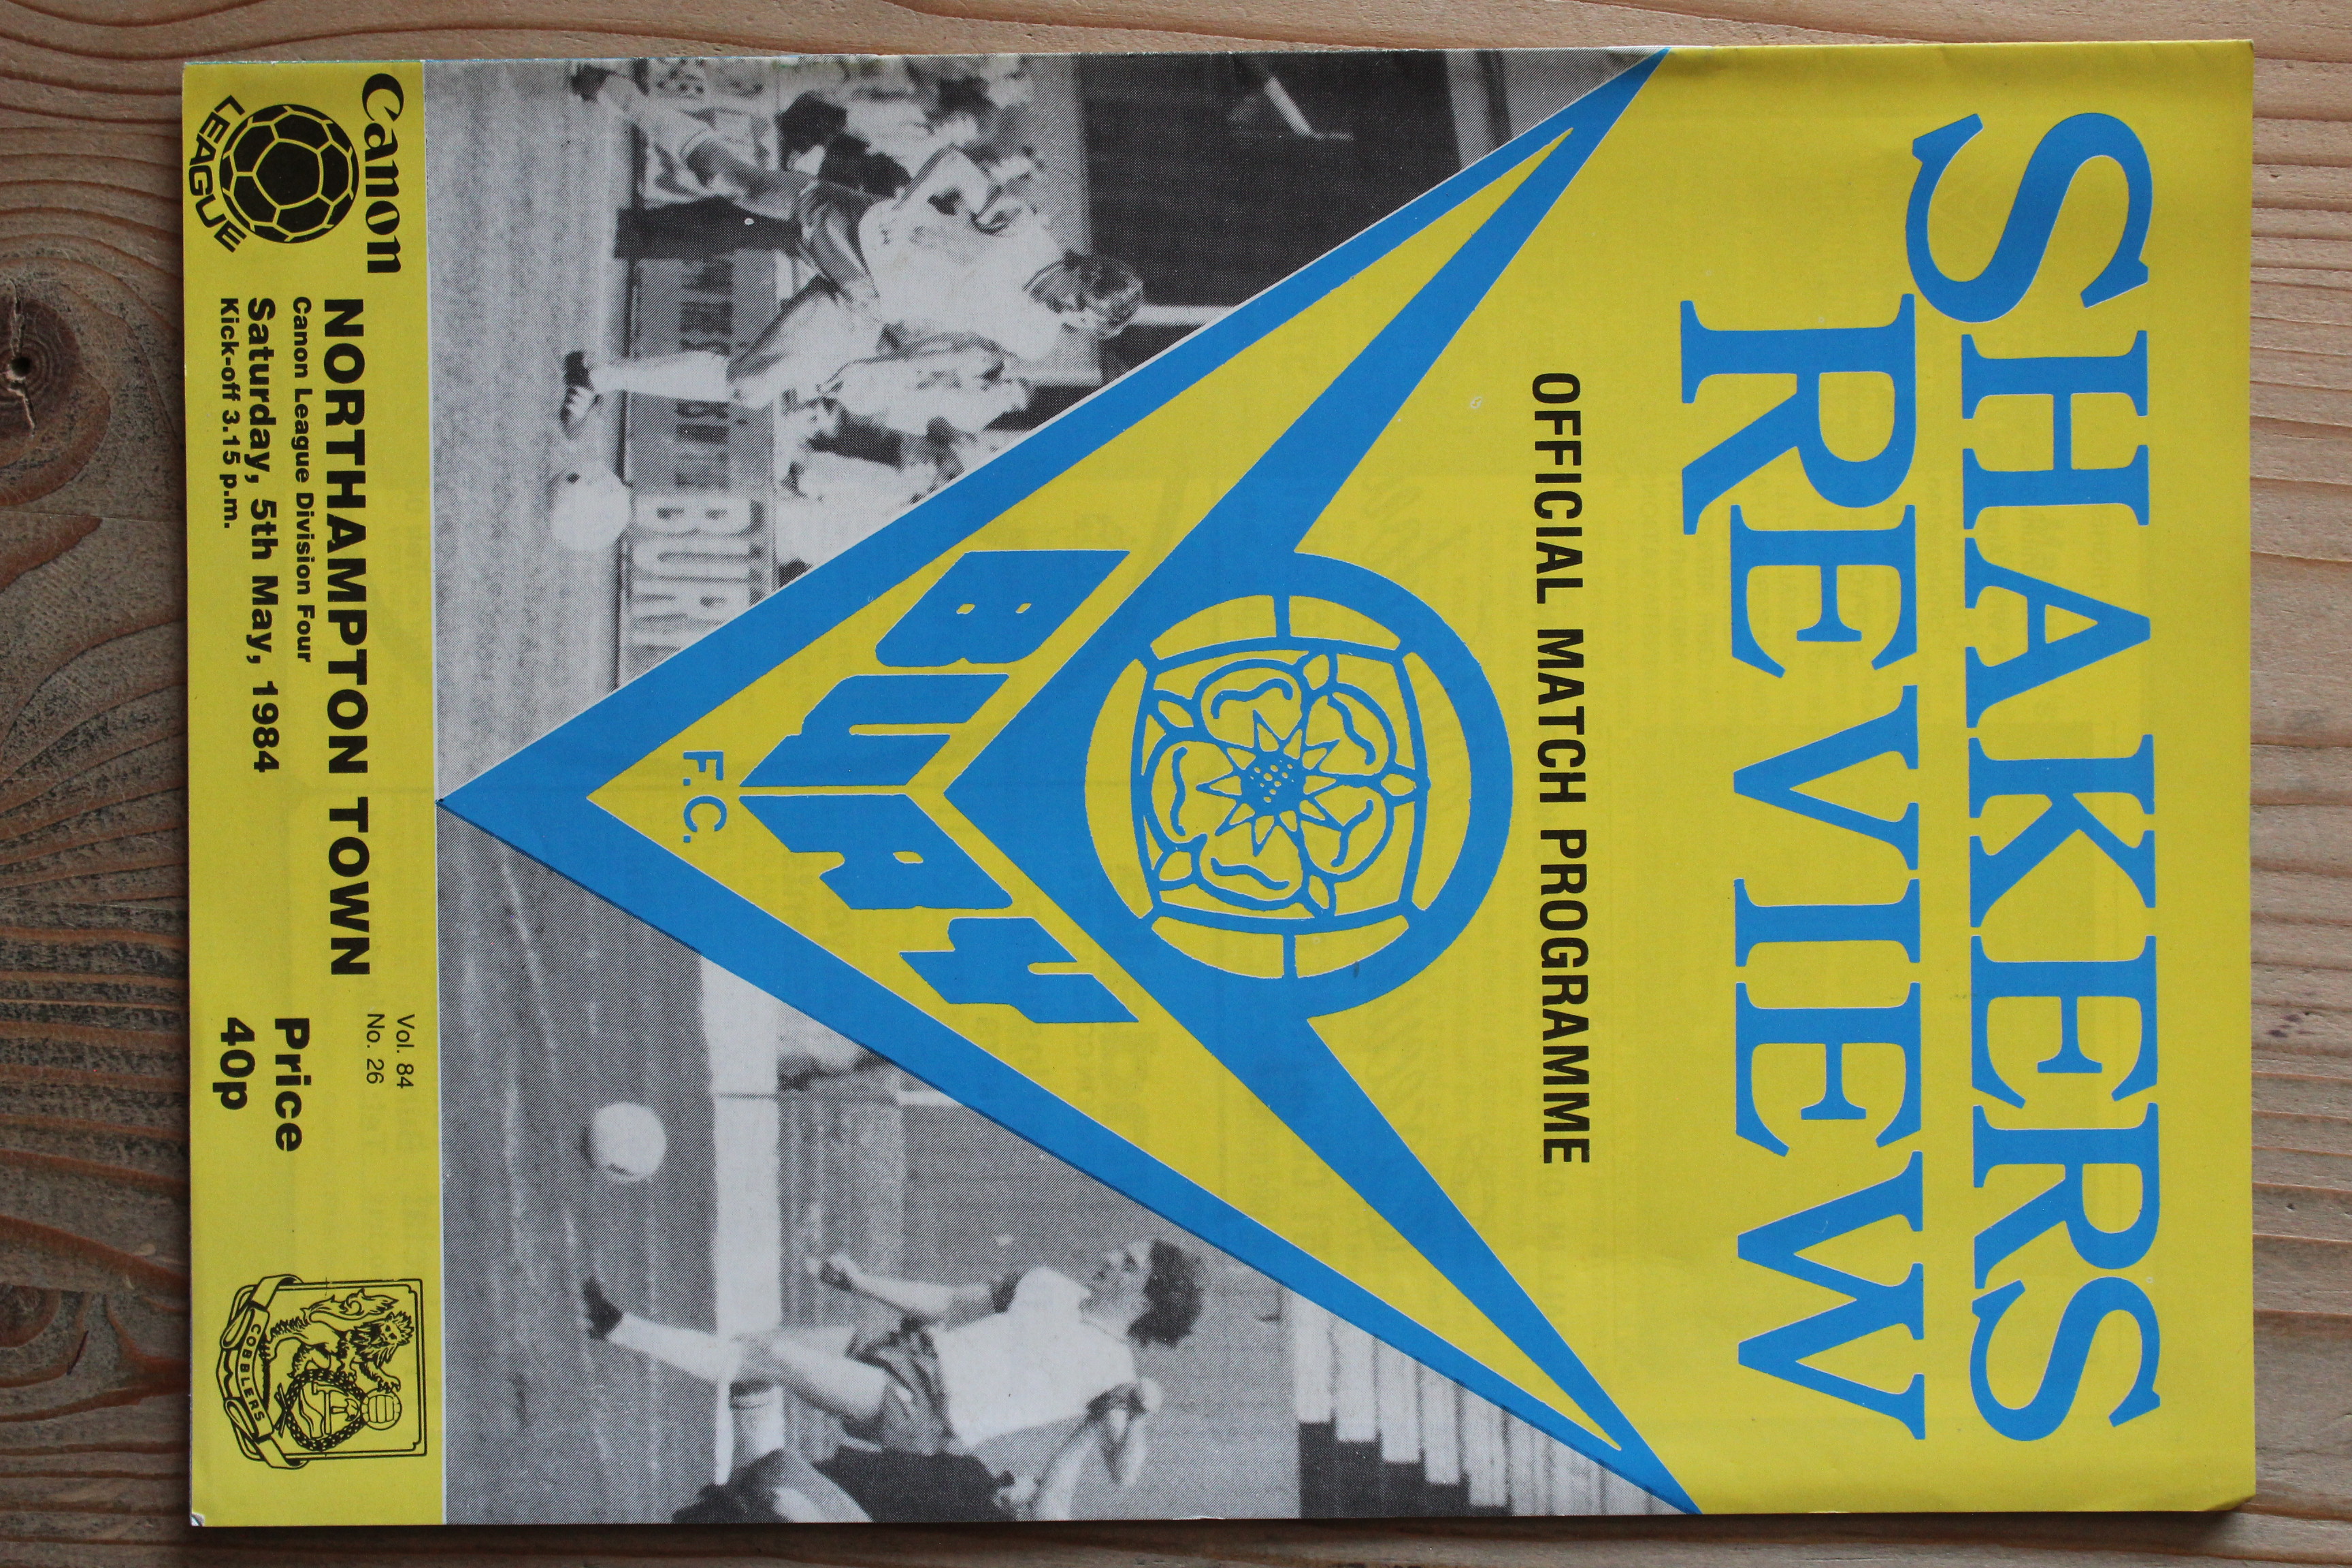 SHAKERS
REVIEW
OFFICIAL MATCH PROGRAMME
BURY
F.C.
BURY
Canon
LEAGUE
NORTHAMPTON TOWN
Canon League Division Four
Saturday, 5th May, 1984
Kick-off 3.15 p.m.
Vol. 84
No. 26
Price
40p
COBBLERS